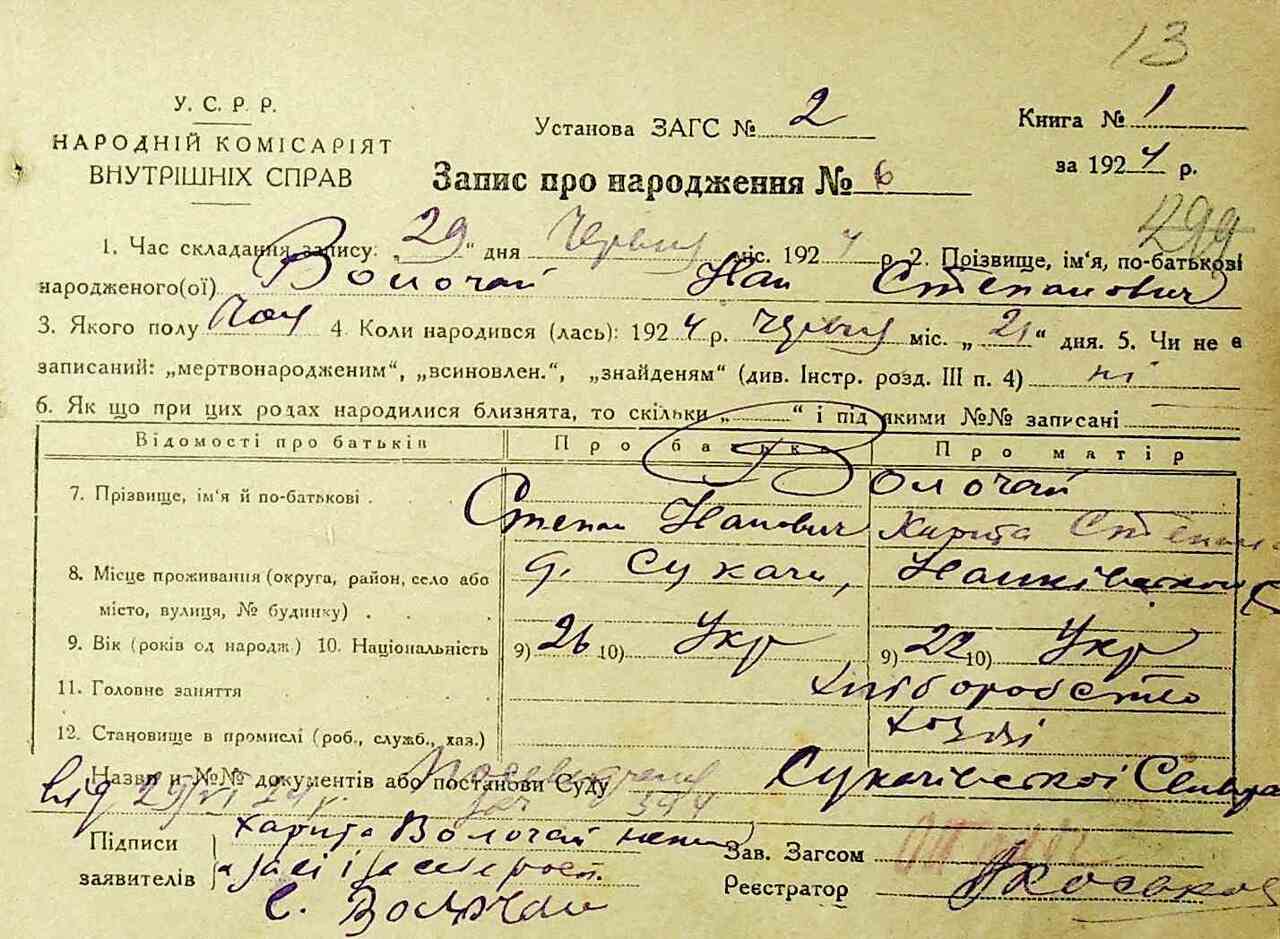 13
У. С. Р. Р.
НАРОДНІЙ КОМІСАРІЯТ
ВНУТРІШНІХ СПРАВ
Установа ЗАГС № 2
Книга № 1
за 1924 р.
Запис про народження № 6
299
1. Час складання запису: „29“ дня Червня міс. 1924 р. 2. Прізвище, ім'я, по-батькові
народженого(ої) Волочай Іван Степанович
3. Якого полу Чол 4. Коли народився (лась): 1924 р. Червня міс. „21“ дня. 5. Чи не є
записаний: „мертвонародженим“, „всиновлен.“, „знайденям“ (див. Інстр. розд. III п. 4) ні
6. Як що при цих родах народилися близнята, то скільки „ “ і під якими №№ записані
Відомості про батьків Про батька Про матір
7. Прізвище, ім'я й по-батькові . Волочай
Степан Іванович Харита
8. Місце проживання (округа, район, село або д. Сукачи, Іванківського
місто, вулиця, № будинку) .
9. Вік (років од народж.) 10. Національність 9) 26 10) Укр 9) 22 10) Укр
11. Головне заняття хліборобство
12. Становище в промислі (роб., служб., хаз.)
Назви и №№ документів або постанови Суду Сукачівської
від 29/VI 24 р.
Підписи Харита Волочай
заявителів
С. Волочай
Зав. Загсом
Реєстратор